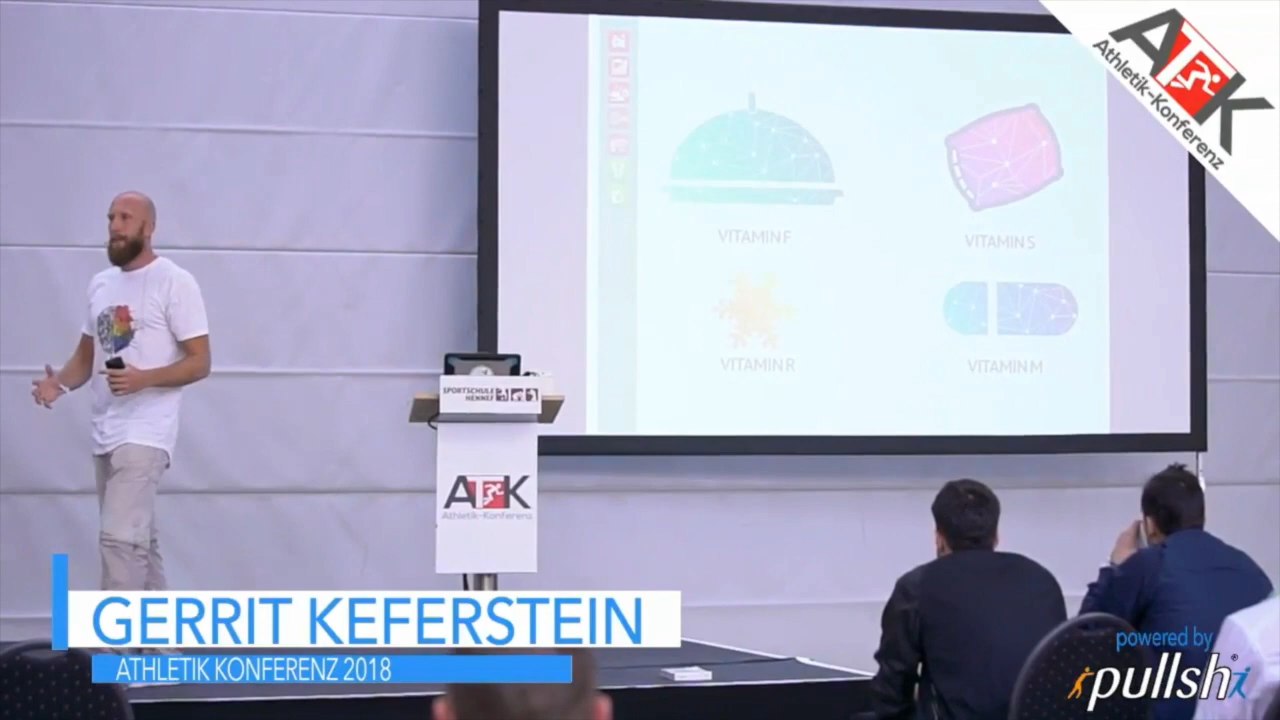 ATK
Athletik-Konferenz
VITAMIN F
VITAMIN S
VITAMIN R
VITAMIN M
SPORTSCHULE
HENNEF
ATK
Athletik-Konferenz
GERRIT KEFERSTEIN
ATHLETIK KONFERENZ 2018
powered by
pullsh®